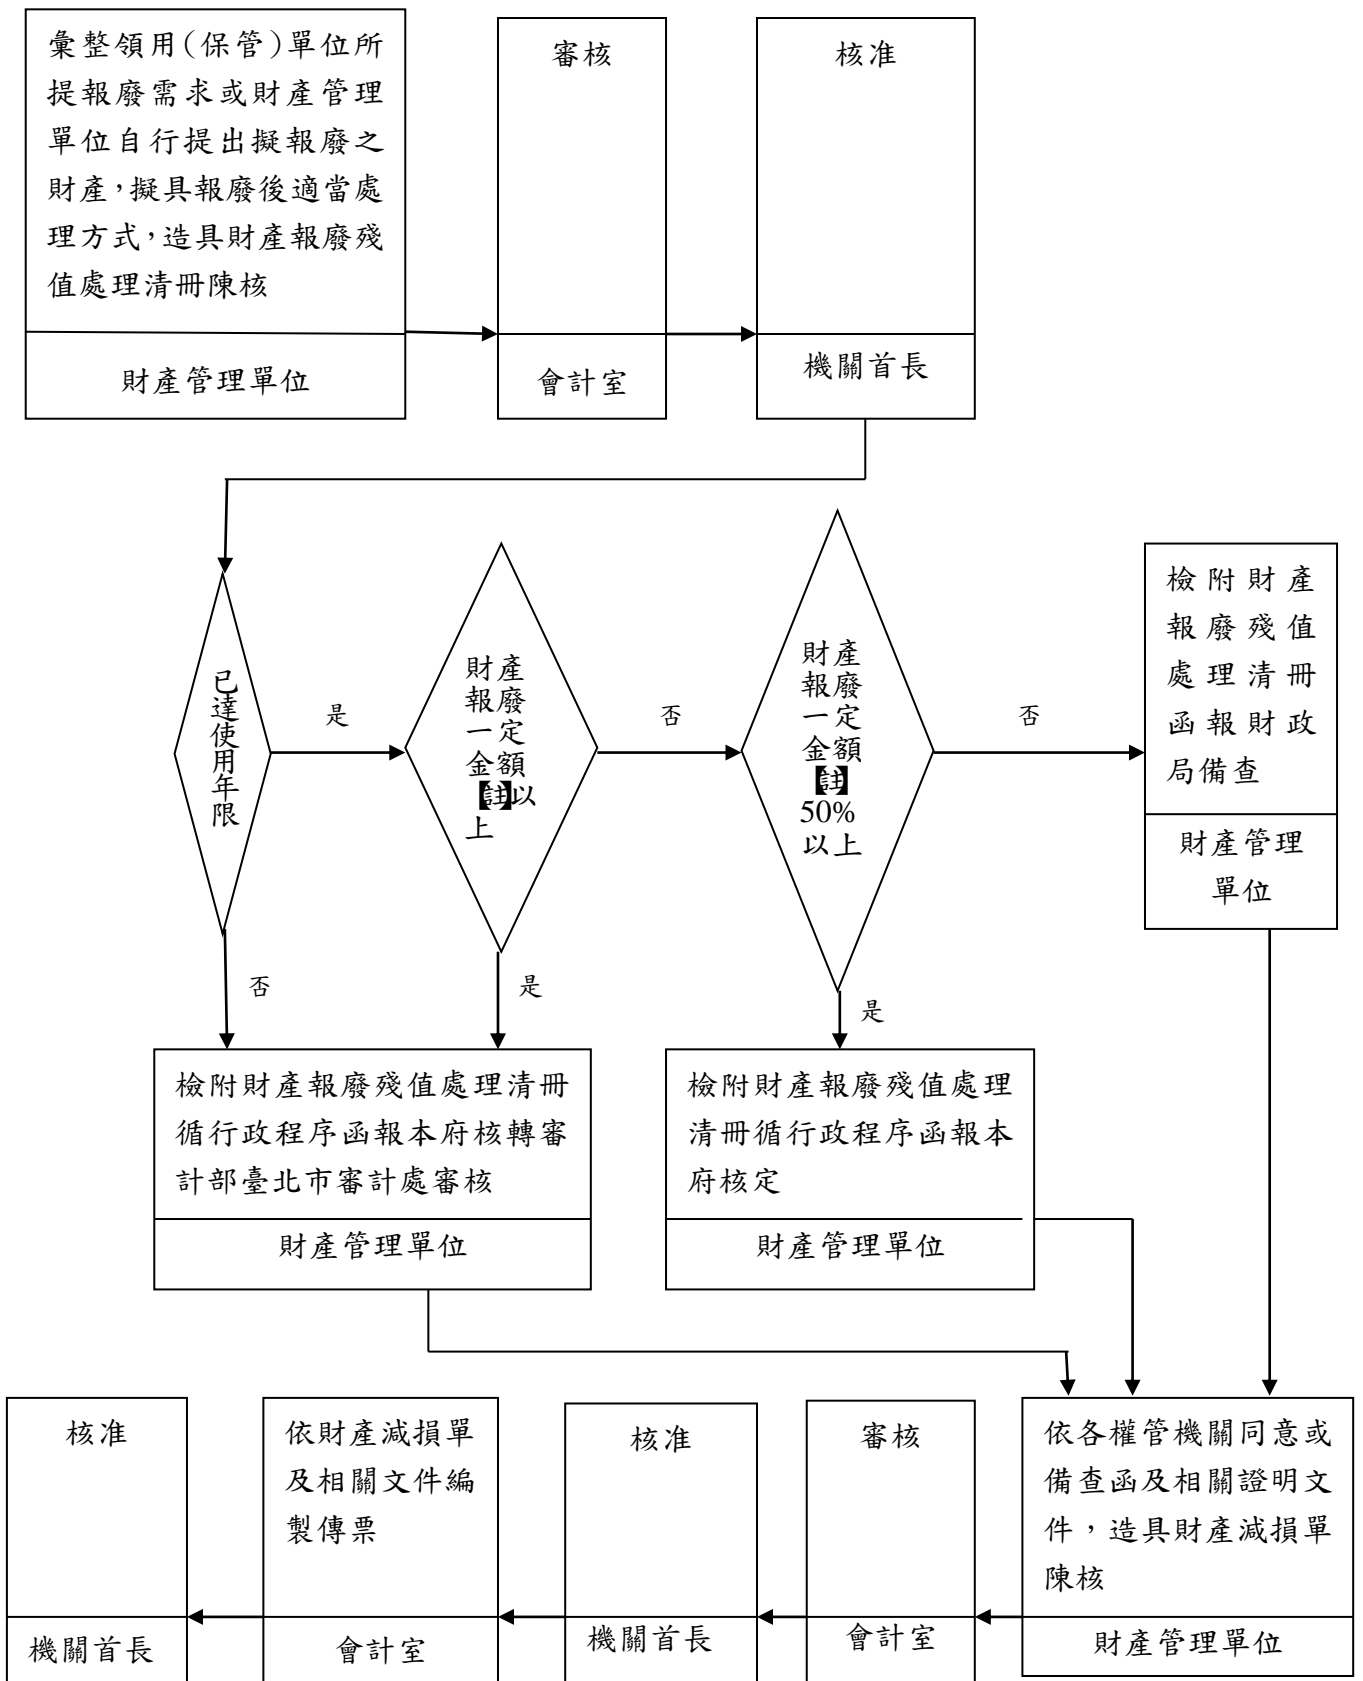 彙整領用(保管)單位所
提報廢需求或財產管理
單位自行提出擬報廢之
財產,擬具報廢後適當處
理方式,造具財產報廢殘
值處理清冊陳核
財產管理單位
審核
會計室
核准
機關首長
已達使用年限
是
否
財產
報廢
一定
金額
【註】以
上
否
是
財產
報廢
一定
金額
【註】
50%
以上
否
是
檢附財產
報廢殘值
處理清冊
函報財政
局備查
財產管理
單位
檢附財產報廢殘值處理清冊
循行政程序函報本府核轉審
計部臺北市審計處審核
財產管理單位
檢附財產報廢殘值處理
清冊循行政程序函報本
府核定
財產管理單位
依各權管機關同意或
備查函及相關證明文
件,造具財產減損單
陳核
財產管理單位
審核
會計室
核准
機關首長
依財產減損單
及相關文件編
製傳票
會計室
核准
機關首長